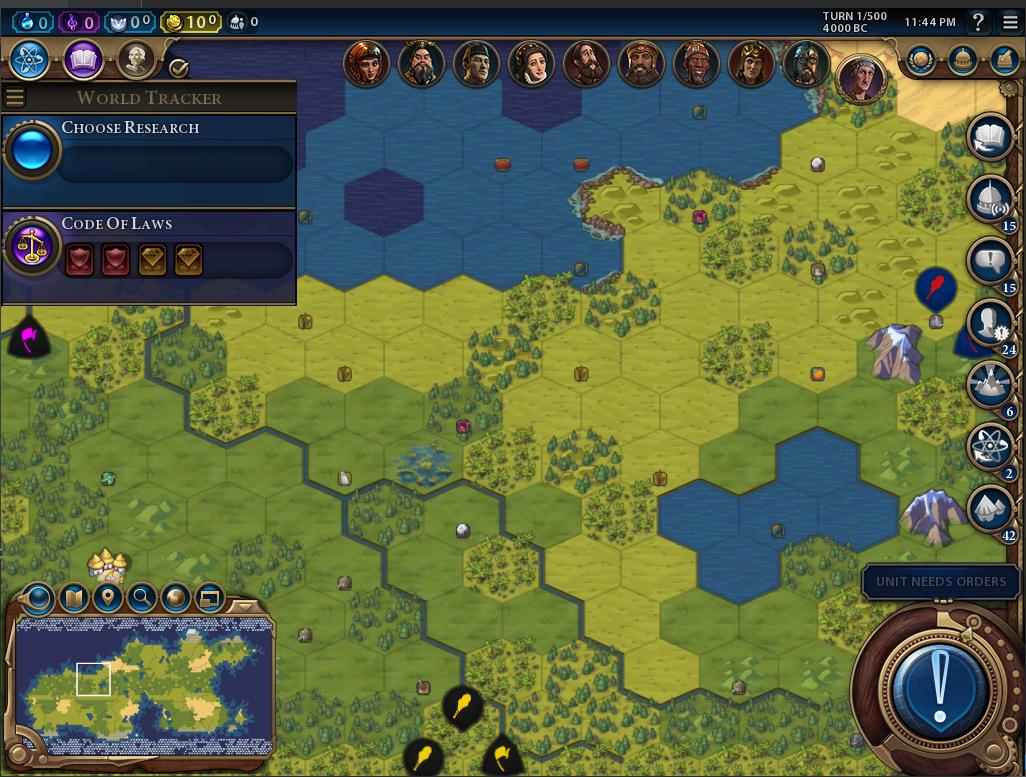 0 0 0⁰ 10⁰ 0
TURN 1/500
4000 BC
11:44 PM ?
WORLD TRACKER
CHOOSE RESEARCH
CODE OF LAWS
15
15
24
6
2
42
UNIT NEEDS ORDERS